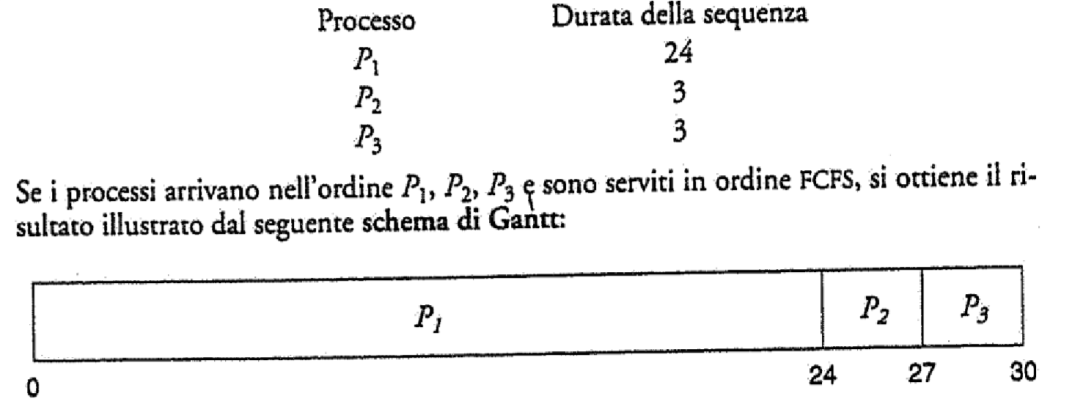 Processo Durata della sequenza
P₁ 24
P₂ 3
P₃ 3
Se i processi arrivano nell'ordine P₁, P₂, P₃ e sono serviti in ordine FCFS, si ottiene il ri-
sultato illustrato dal seguente schema di Gantt:
P₁ P₂ P₃
0 24 27 30